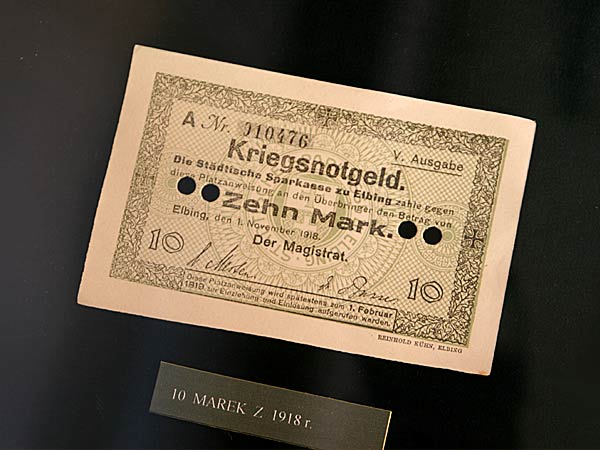 A Nr. 010476
V. Ausgabe
Kriegsnotgeld.
Die Städtische Sparkasse zu Elbing zahle gegen
diese Platzanweisung an den Überbringer den Betrag von
Zehn Mark.
Elbing, den 1. November 1918.
Der Magistrat.
10 10
Diese Platzanweisung wird spätestens zum 1. Februar
1919 zur Einziehung und Einlösung aufgerufen werden.
REINHOLD KÜHN, ELBING
10 MAREK Z 1918 r.